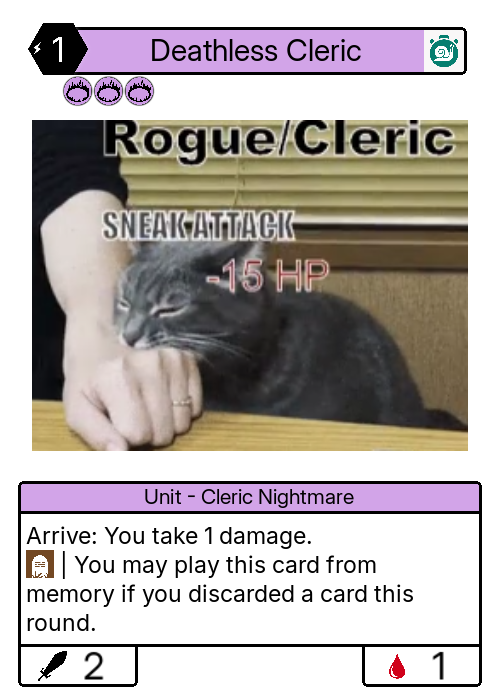 1 Deathless Cleric
Rogue/Cleric
SNEAK ATTACK
-15 HP
Unit - Cleric Nightmare
Arrive: You take 1 damage.
| You may play this card from
memory if you discarded a card this
round.
2 1